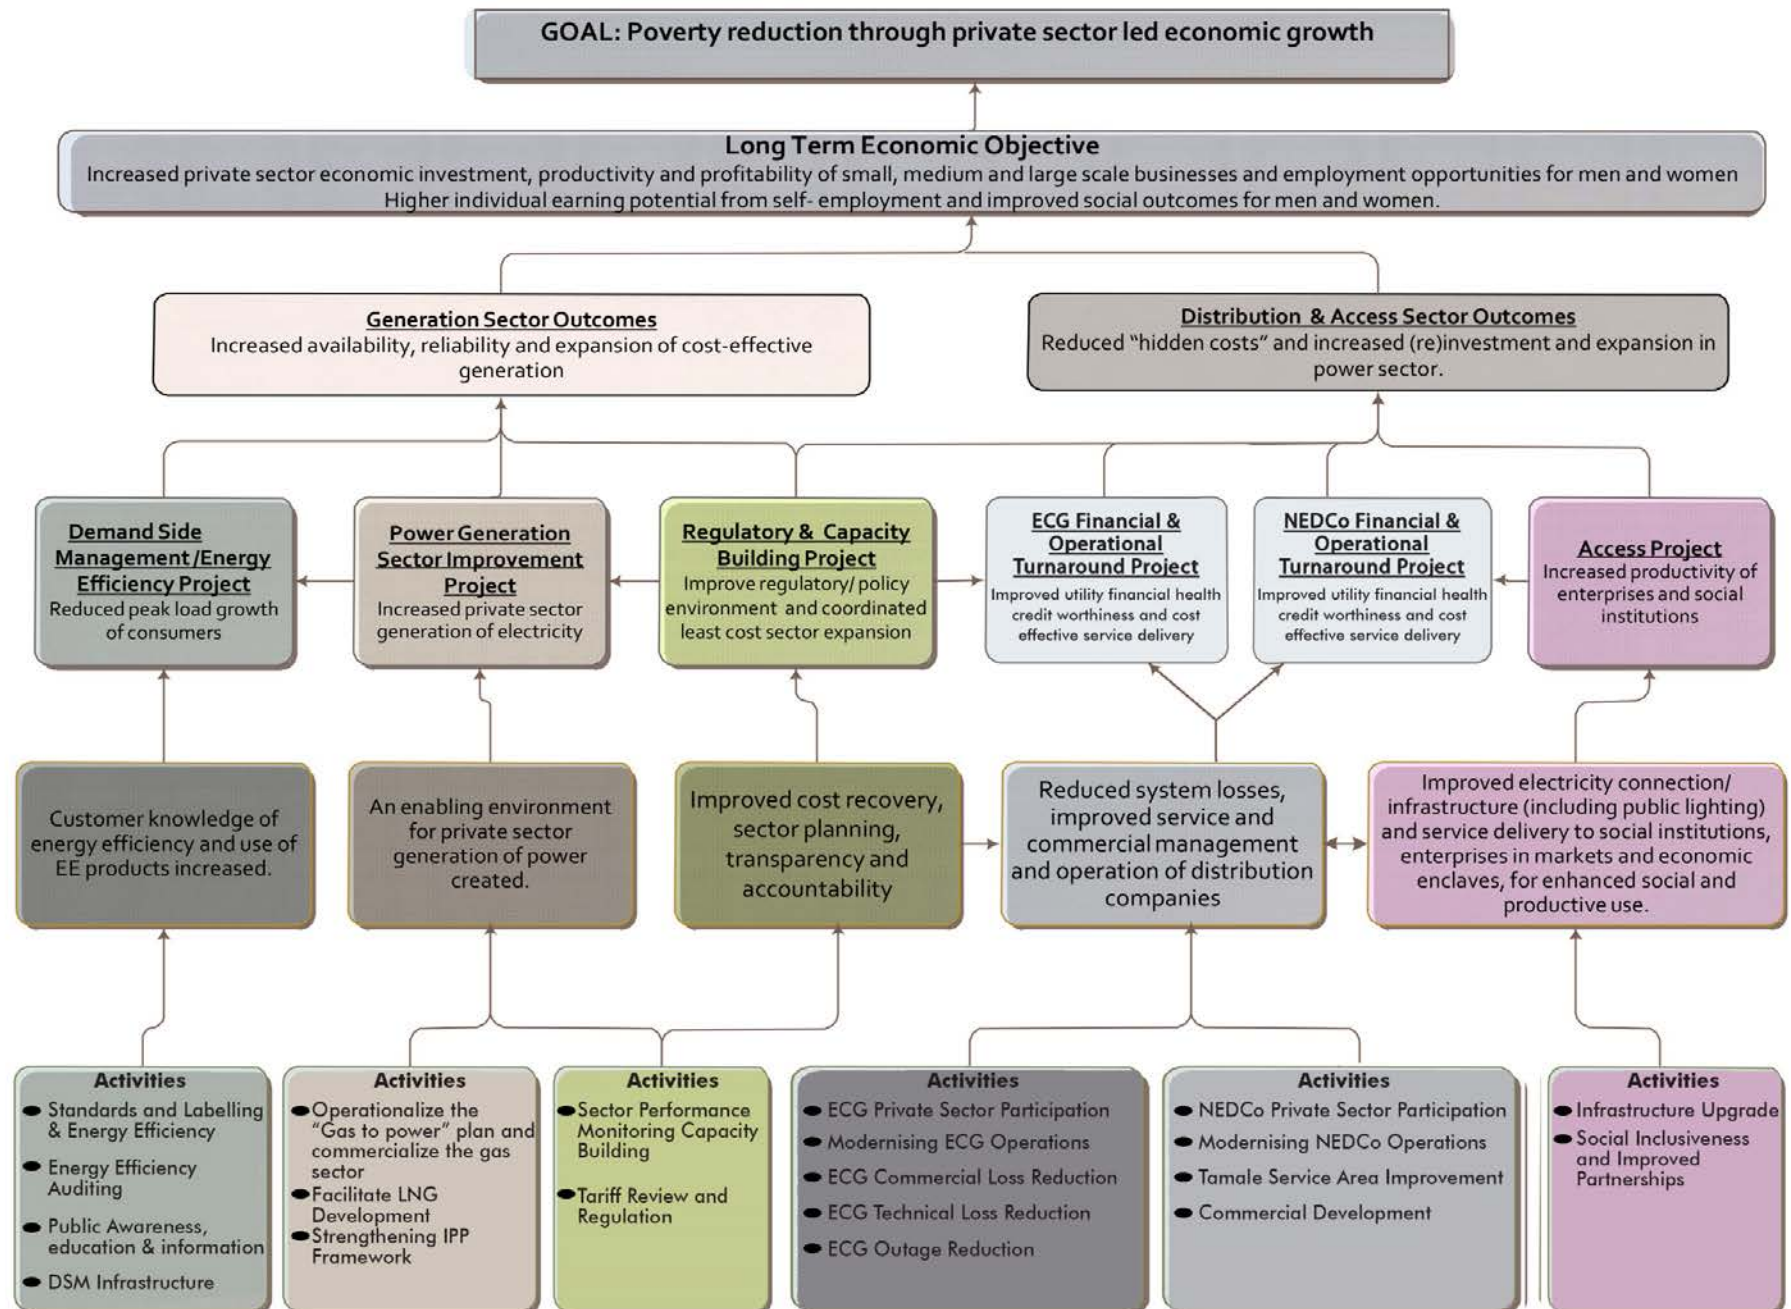 GOAL: Poverty reduction through private sector led economic growth
Long Term Economic Objective
Increased private sector economic investment, productivity and profitability of small, medium and large scale businesses and employment opportunities for men and women
Higher individual earning potential from self- employment and improved social outcomes for men and women.
Generation Sector Outcomes
Increased availability, reliability and expansion of cost-effective
generation
Distribution & Access Sector Outcomes
Reduced “hidden costs” and increased (re)investment and expansion in
power sector.
Demand Side
Management/Energy
Efficiency Project
Reduced peak load growth
of consumers
Power Generation
Sector Improvement
Project
Increased private sector
generation of electricity
Regulatory & Capacity
Building Project
Improve regulatory/ policy
environment and coordinated
least cost sector expansion
ECG Financial &
Operational
Turnaround Project
Improved utility financial health
credit worthiness and cost
effective service delivery
NEDCo Financial &
Operational
Turnaround Project
Improved utility financial health
credit worthiness and cost
effective service delivery
Access Project
Increased productivity of
enterprises and social
institutions
Customer knowledge of
energy efficiency and use of
EE products increased.
An enabling environment
for private sector
generation of power
created.
Improved cost recovery,
sector planning,
transparency and
accountability
Reduced system losses,
improved service and
commercial management
and operation of distribution
companies
Improved electricity connection/
infrastructure (including public lighting)
and service delivery to social institutions,
enterprises in markets and economic
enclaves, for enhanced social and
productive use.
Activities
Standards and Labelling
& Energy Efficiency
Energy Efficiency
Auditing
Public Awareness,
education & information
DSM Infrastructure
Activities
Operationalize the
“Gas to power” plan and
commercialize the gas
sector
Facilitate LNG
Development
Strengthening IPP
Framework
Activities
Sector Performance
Monitoring Capacity
Building
Tariff Review and
Regulation
Activities
ECG Private Sector Participation
Modernising ECG Operations
ECG Commercial Loss Reduction
ECG Technical Loss Reduction
ECG Outage Reduction
Activities
NEDCo Private Sector Participation
Modernising NEDCo Operations
Tamale Service Area Improvement
Commercial Development
Activities
Infrastructure Upgrade
Social Inclusiveness
and Improved
Partnerships